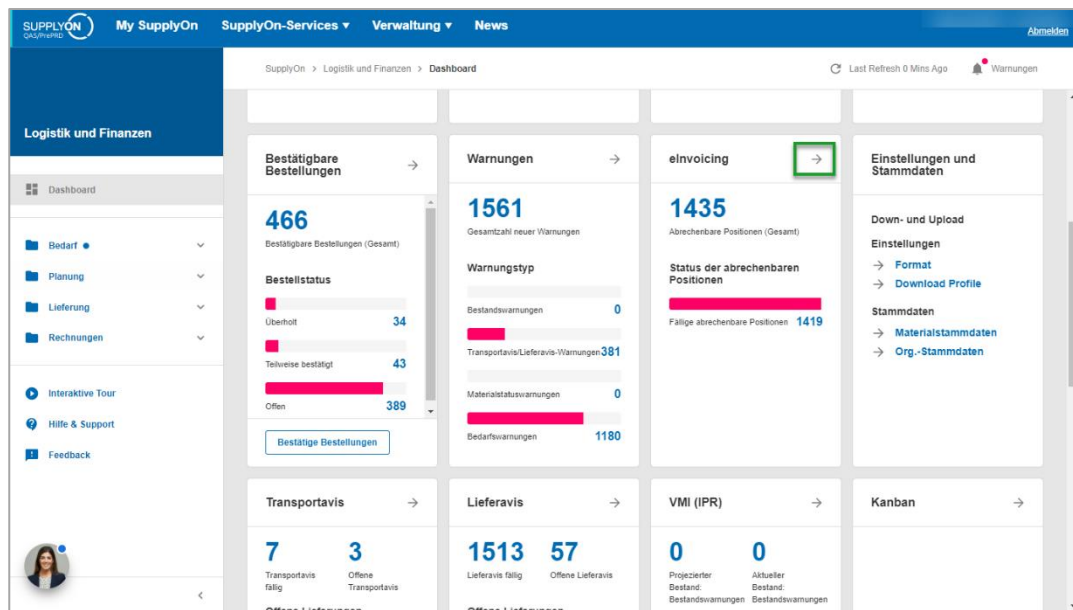 SUPPLYON
QAS/PrePRD
My SupplyOn SupplyOn-Services Verwaltung News
Abmelden
SupplyOn > Logistik und Finanzen > Dashboard
Last Refresh 0 Mins Ago Warnungen
Logistik und Finanzen
Dashboard
Bedarf
Planung
Lieferung
Rechnungen
Interaktive Tour
Hilfe & Support
Feedback
Bestätigbare
Bestellungen
466
Bestätigbare Bestellungen (Gesamt)
Bestellstatus
Überholt 34
Teilweise bestätigt 43
Offen 389
Bestätige Bestellungen
Warnungen
1561
Gesamtzahl neuer Warnungen
Warnungstyp
Bestandswarnungen 0
Transportavis/Lieferavis-Warnungen 381
Materialstatuswarnungen 0
Bedarfswarnungen 1180
eInvoicing
1435
Abrechenbare Positionen (Gesamt)
Status der abrechenbaren
Positionen
Fällige abrechenbare Positionen 1419
Einstellungen und
Stammdaten
Down- und Upload
Einstellungen
Format
Download Profile
Stammdaten
Materialstammdaten
Org.-Stammdaten
Transportavis
7 3
Transportavis
fällig
Offene
Transportavis
Offene Lieferungen
Lieferavis
1513 57
Lieferavis fällig Offene Lieferavis
Offene Lieferungen
VMI (IPR)
0 0
Projezierter
Bestand:
Bestandswarnungen
Aktueller
Bestand:
Bestandswarnungen
Kanban